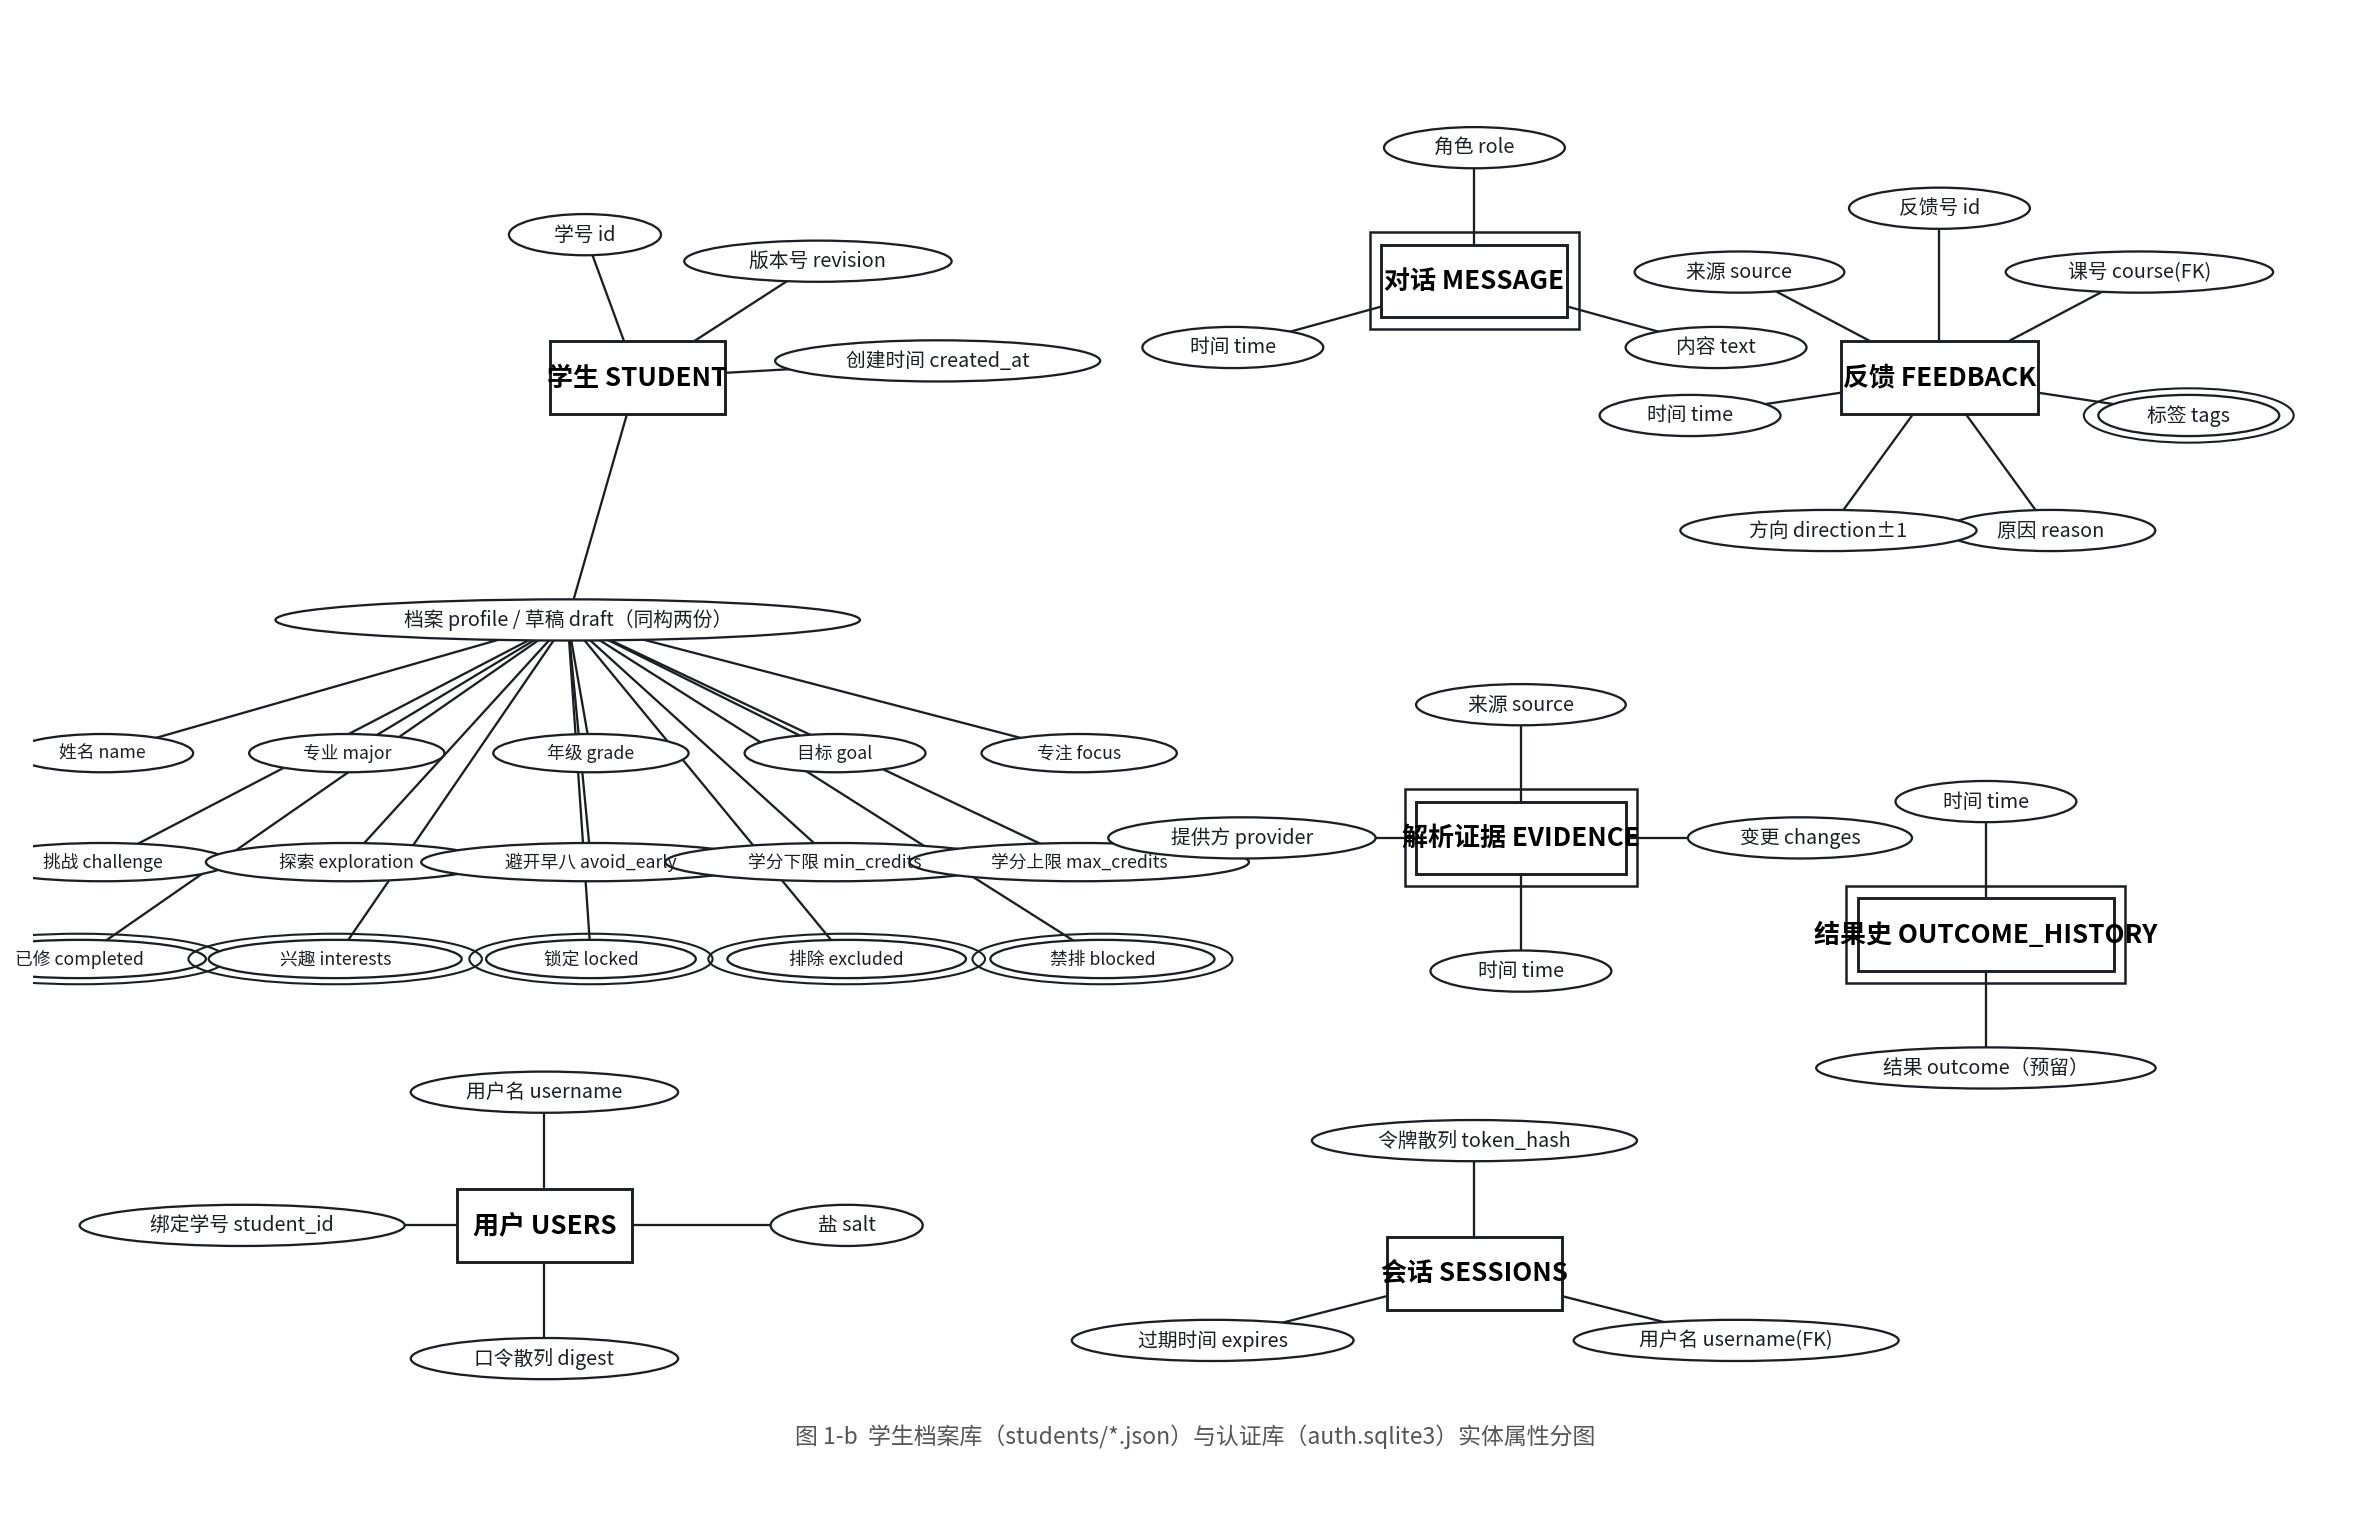 角色 role
反馈号 id
学号 id
版本号 revision
来源 source
课号 course(FK)
对话 MESSAGE
时间 time
内容 text
创建时间 created_at
学生 STUDENT
反馈 FEEDBACK
时间 time
标签 tags
方向 direction±1
原因 reason
档案 profile / 草稿 draft（同构两份）
来源 source
姓名 name
专业 major
年级 grade
目标 goal
专注 focus
时间 time
提供方 provider
解析证据 EVIDENCE
变更 changes
挑战 challenge
探索 exploration
避开早八 avoid_early
学分下限 min_credits
学分上限 max_credits
结果史 OUTCOME_HISTORY
已修 completed
兴趣 interests
锁定 locked
排除 excluded
禁排 blocked
时间 time
结果 outcome（预留）
用户名 username
令牌散列 token_hash
绑定学号 student_id
用户 USERS
盐 salt
会话 SESSIONS
过期时间 expires
用户名 username(FK)
口令散列 digest
图 1-b 学生档案库（students/*.json）与认证库（auth.sqlite3）实体属性分图